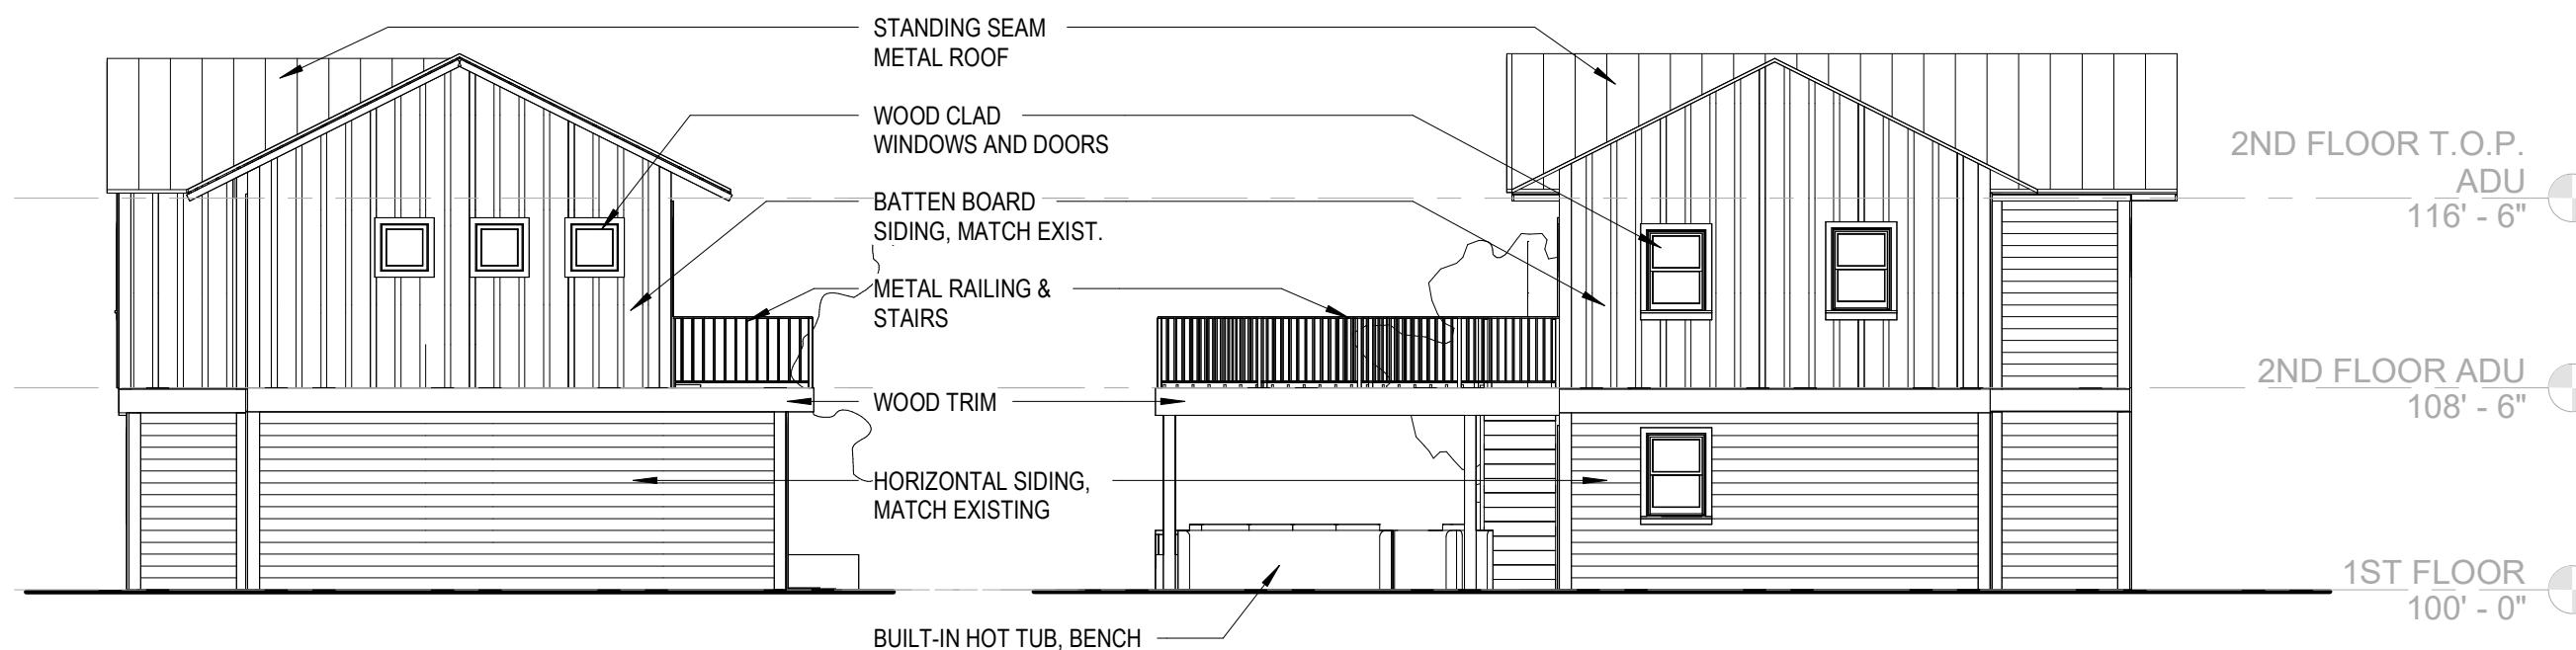 STANDING SEAM
METAL ROOF
WOOD CLAD
WINDOWS AND DOORS
BATTEN BOARD
SIDING, MATCH EXIST.
METAL RAILING &
STAIRS
WOOD TRIM
HORIZONTAL SIDING,
MATCH EXISTING
BUILT-IN HOT TUB, BENCH
2ND FLOOR T.O.P.
ADU
116' - 6"
2ND FLOOR ADU
108' - 6"
1ST FLOOR
100' - 0"